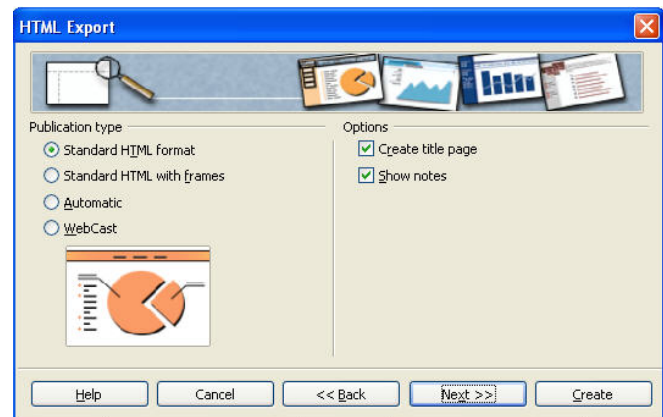 HTML Export
Publication type
Standard HTML format
Standard HTML with frames
Automatic
WebCast
Options
Create title page
Show notes
Help
Cancel
<< Back
Next >>
Create